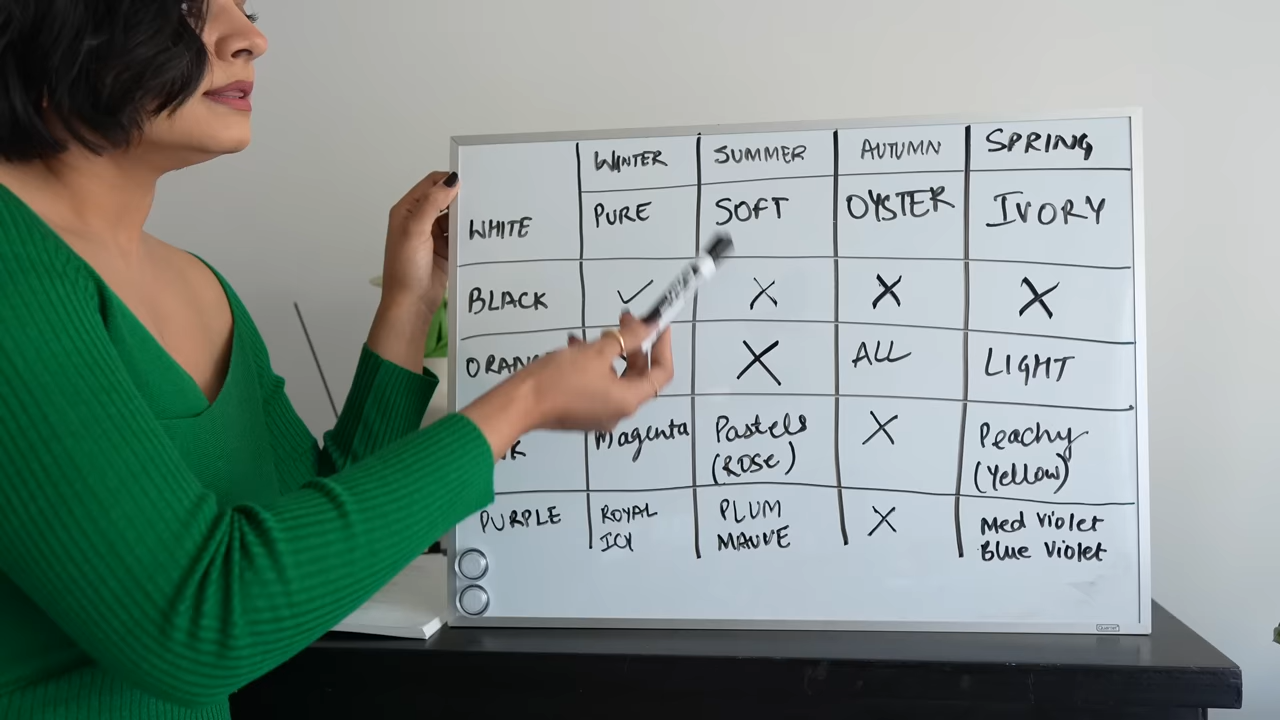 WINTER SUMMER AUTUMN SPRING
WHITE PURE SOFT OYSTER IVORY
BLACK ✓ X X X
X ALL LIGHT
Magenta Pastels (ROSE) X Peachy (Yellow)
PURPLE ROYAL ICY PLUM MAUVE X Med Violet Blue Violet
Quartet